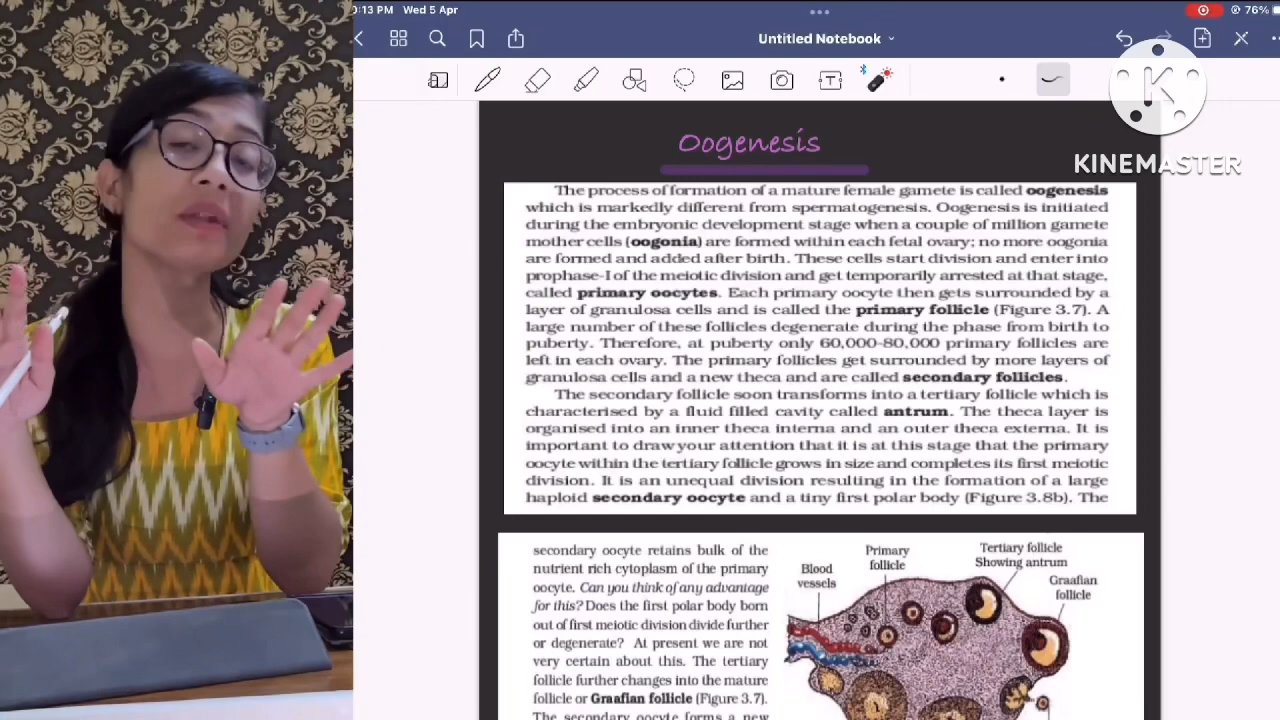 0:13 PM Wed 5 Apr
76%
Untitled Notebook
KINEMASTER
Oogenesis
The process of formation of a mature female gamete is called oogenesis
which is markedly different from spermatogenesis. Oogenesis is initiated
during the embryonic development stage when a couple of million gamete
mother cells (oogonia) are formed within each fetal ovary; no more oogonia
are formed and added after birth. These cells start division and enter into
prophase-I of the meiotic division and get temporarily arrested at that stage,
called primary oocytes. Each primary oocyte then gets surrounded by a
layer of granulosa cells and is called the primary follicle (Figure 3.7). A
large number of these follicles degenerate during the phase from birth to
puberty. Therefore, at puberty only 60,000-80,000 primary follicles are
left in each ovary. The primary follicles get surrounded by more layers of
granulosa cells and a new theca and are called secondary follicles.
The secondary follicle soon transforms into a tertiary follicle which is
characterised by a fluid filled cavity called antrum. The theca layer is
organised into an inner theca interna and an outer theca externa. It is
important to draw your attention that it is at this stage that the primary
oocyte within the tertiary follicle grows in size and completes its first meiotic
division. It is an unequal division resulting in the formation of a large
haploid secondary oocyte and a tiny first polar body (Figure 3.8b). The
secondary oocyte retains bulk of the
nutrient rich cytoplasm of the primary
oocyte. Can you think of any advantage
for this? Does the first polar body born
out of first meiotic division divide further
or degenerate? At present we are not
very certain about this. The tertiary
follicle further changes into the mature
follicle or Graafian follicle (Figure 3.7).
The secondary oocyte forms a new
Blood
vessels
Primary
follicle
Tertiary follicle
Showing antrum
Graafian
follicle